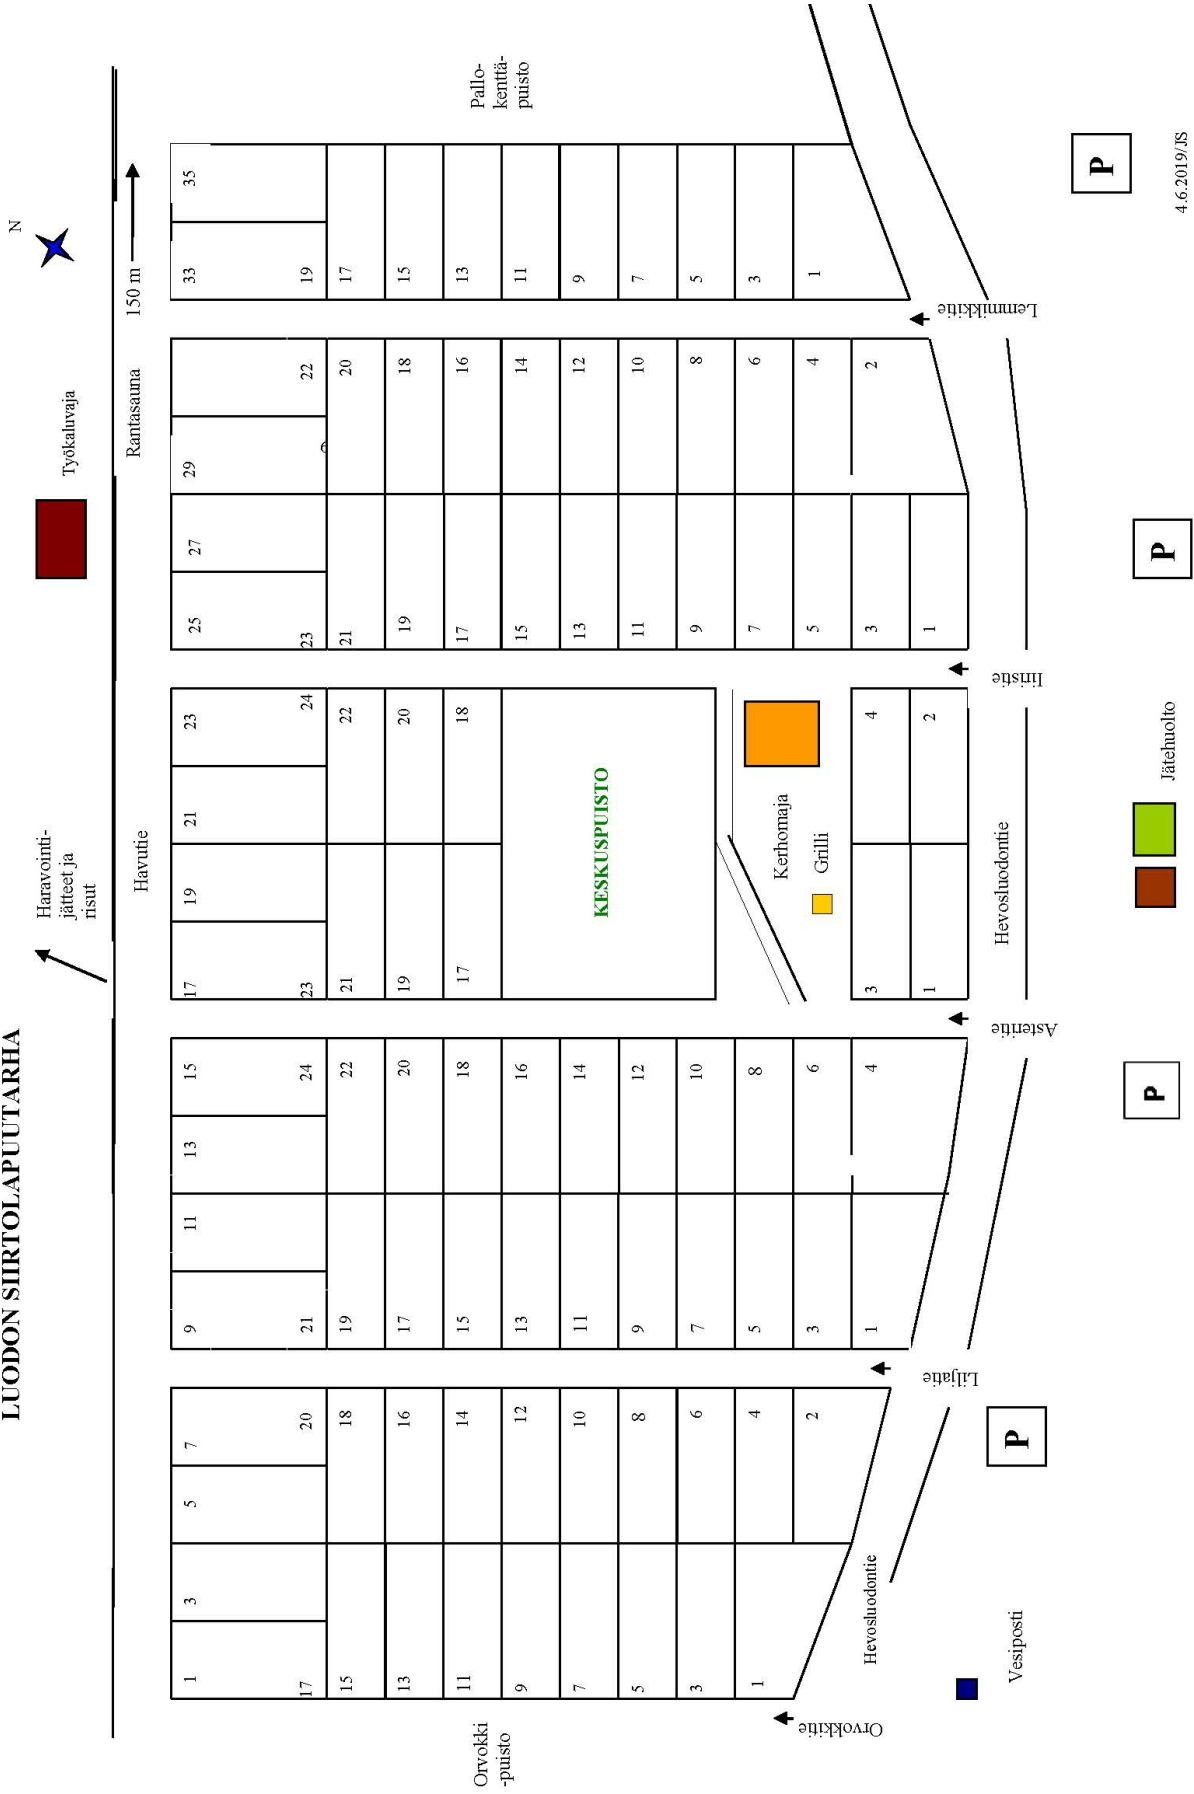 LUODON SIIRTOLAPUUTARHA
N
Haravointi-
jätteet ja
risut
Työkaluvaja
Havutie
Rantasauna
150 m
1 3 5 7 9 11 13 15 17 19 21 23 25 27 29 33 35
17 20 21 24 23 24 23 22 19
15 18 19 22 21 22 21 20 17
13 16 17 20 19 20 19 18 15
11 14 15 18 17 18 17 16 13
Orvokki
-puisto
Pallo-
kenttä-
puisto
9 12 13 16 15 14 11
7 10 11 14 13 12 9
KESKUSPUISTO
5 8 9 12 11 10 7
3 6 7 10 9 8 5
1 4 5 8 7 6 3
Kerhomaja
Grilli
2 3 6 5 4 1
1 4 3 4 3 2
1 2 1
Orvokkitie
Hevosluodontie
Liljatie
Asteritie
Hevosluodontie
Iiristie
Lemmikkitie
Vesiposti
P
P
Jätehuolto
P
P
4.6.2019/JS